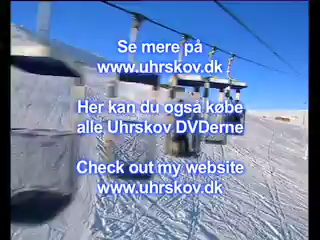 Se mere på
www.uhrskov.dk
Her kan du også købe
alle Uhrskov DVDerne
Check out my website
www.uhrskov.dk